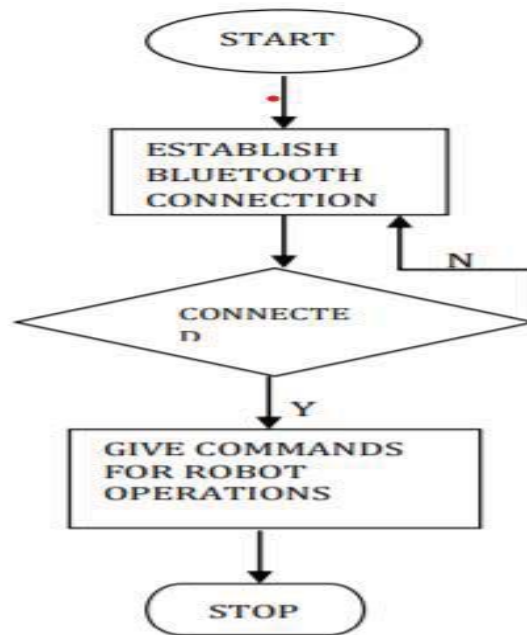 START
ESTABLISH
BLUETOOTH
CONNECTION
N
CONNECTE
D
Y
GIVE COMMANDS
FOR ROBOT
OPERATIONS
STOP